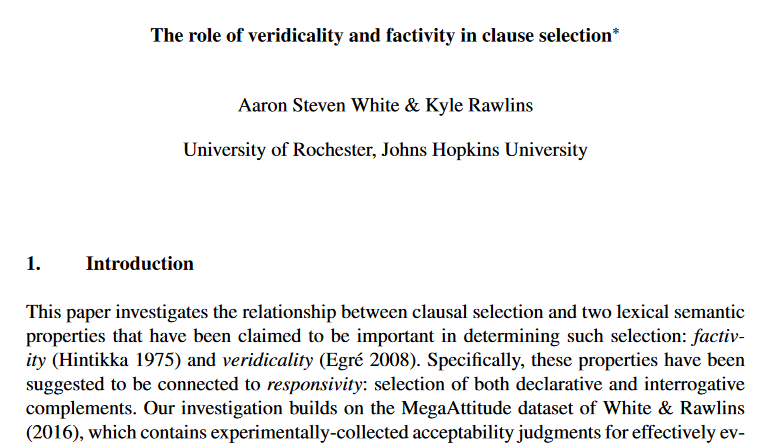 The role of veridicality and factivity in clause selection*
Aaron Steven White & Kyle Rawlins
University of Rochester, Johns Hopkins University
1. Introduction
This paper investigates the relationship between clausal selection and two lexical semantic
properties that have been claimed to be important in determining such selection: factiv-
ity (Hintikka 1975) and veridicality (Egré 2008). Specifically, these properties have been
suggested to be connected to responsivity: selection of both declarative and interrogative
complements. Our investigation builds on the MegaAttitude dataset of White & Rawlins
(2016), which contains experimentally-collected acceptability judgments for effectively ev-